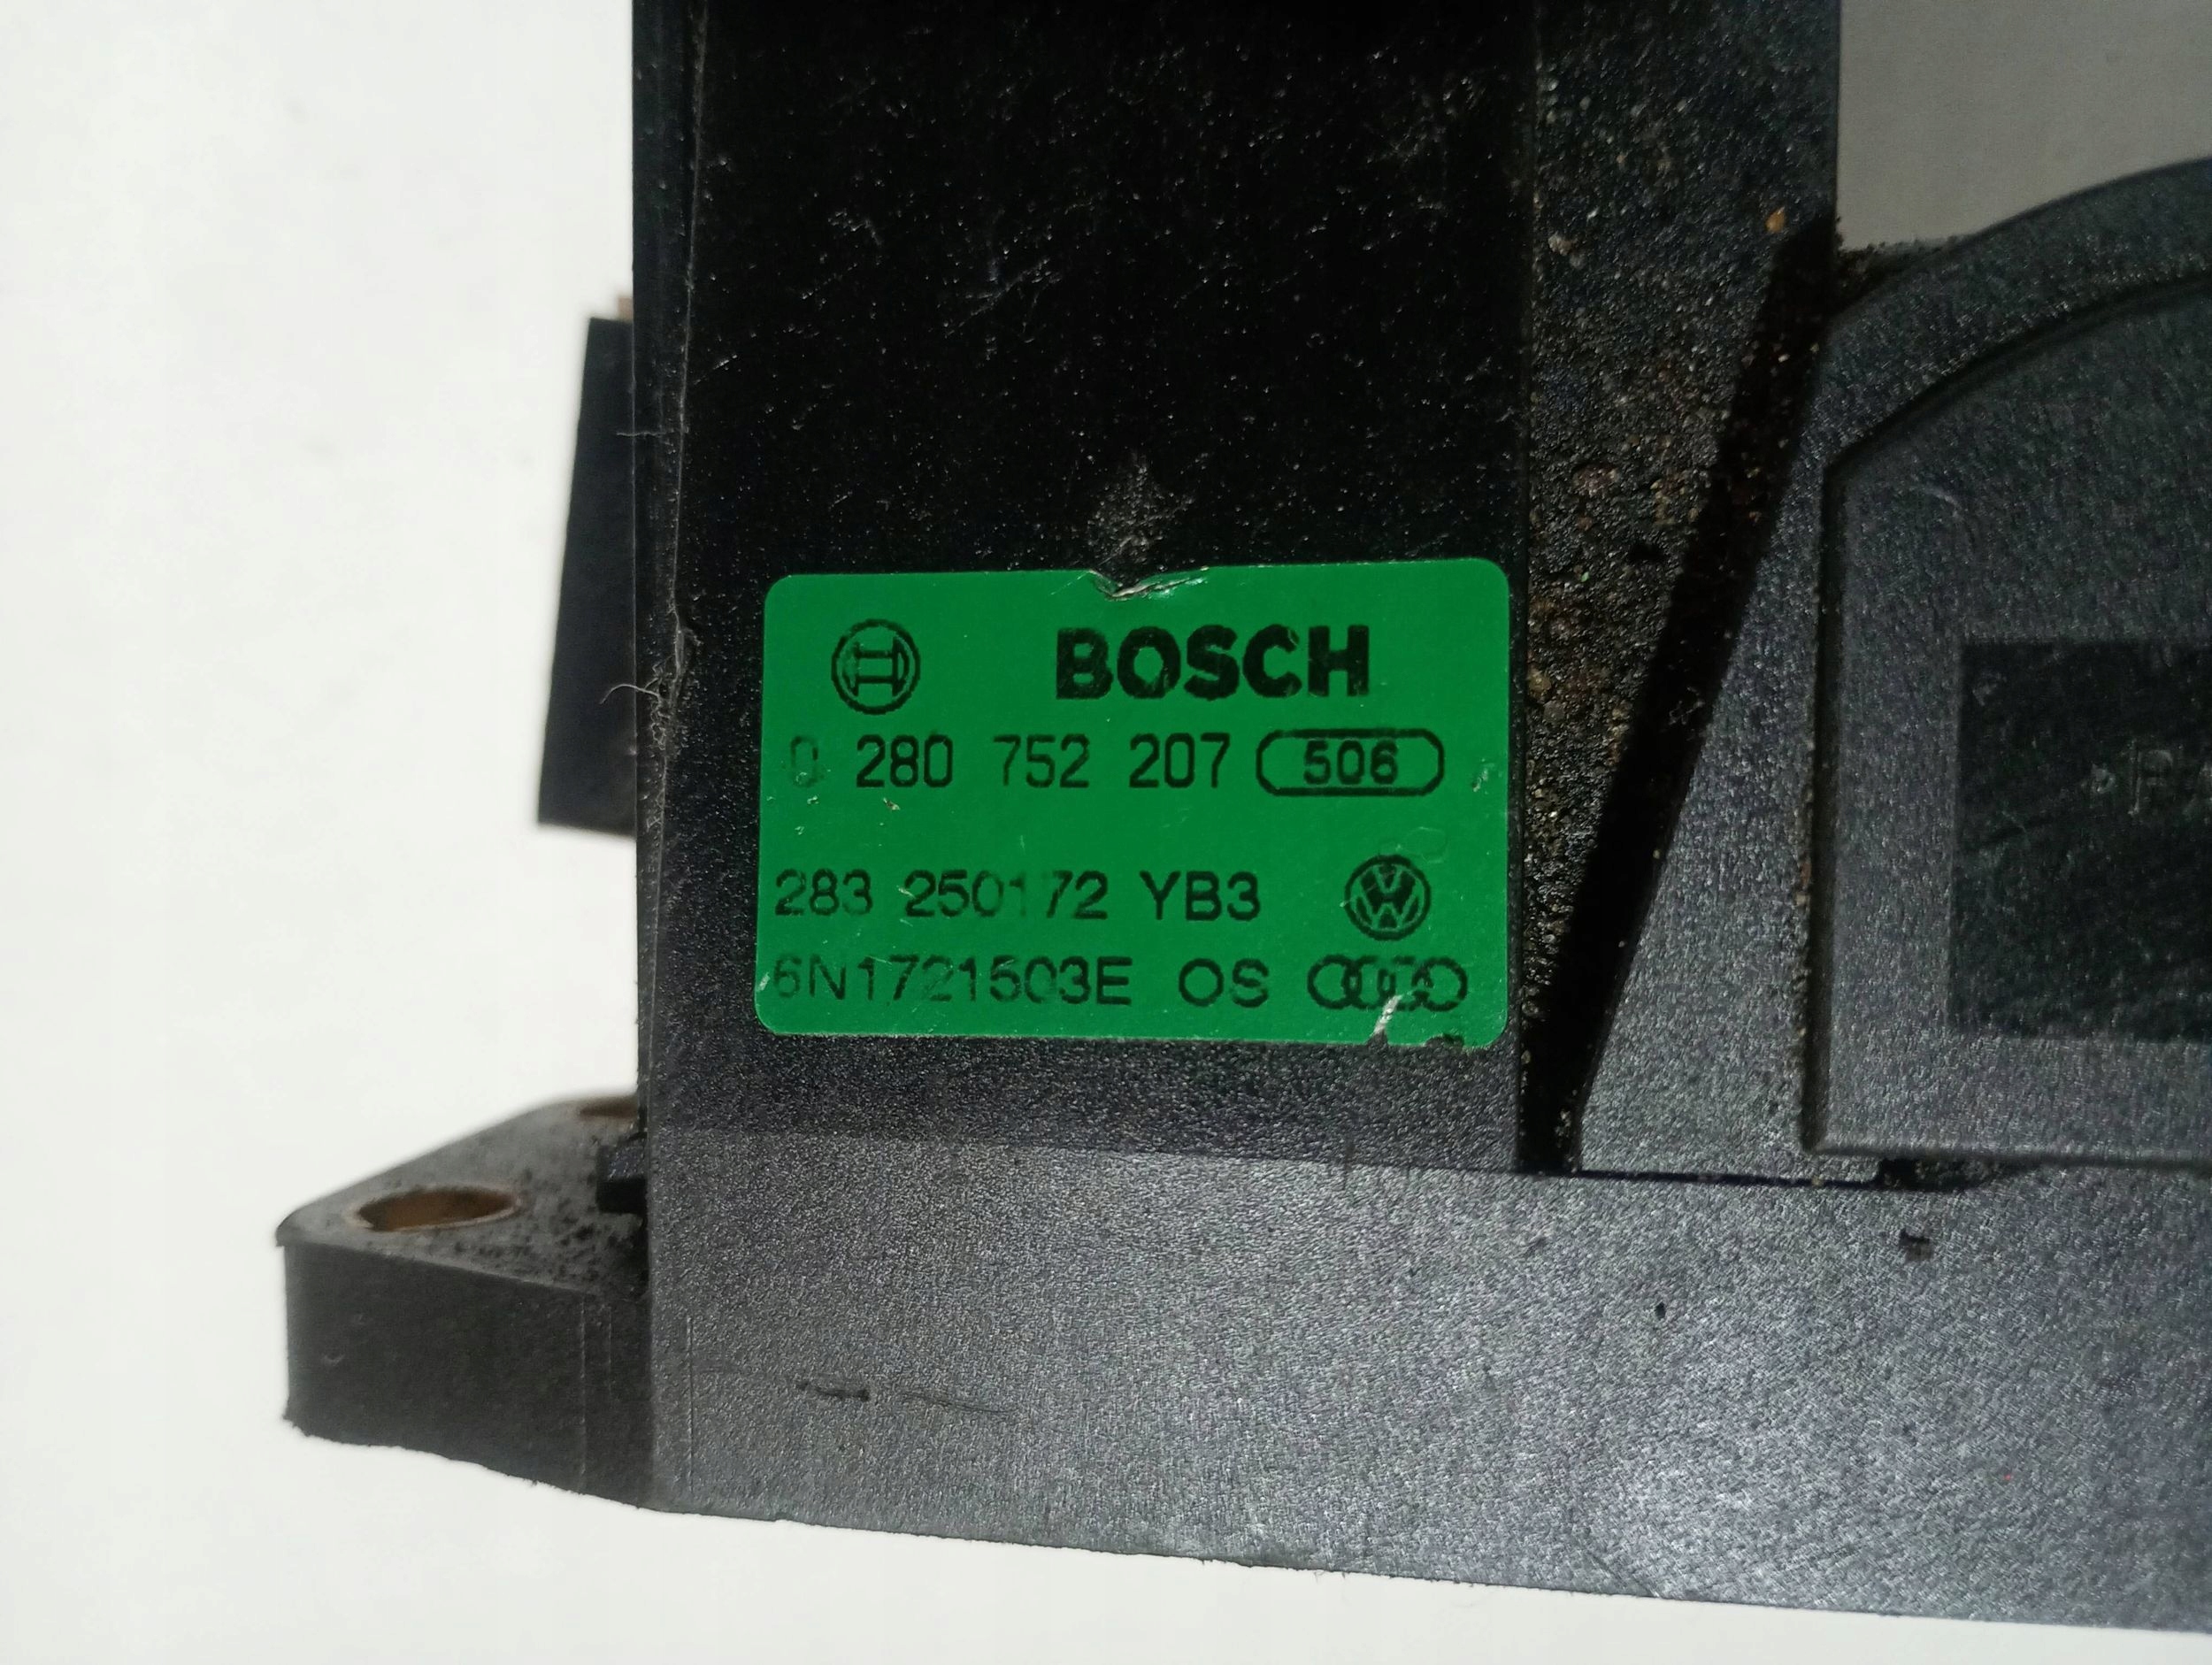 BOSCH
0 280 752 207 506
283 250172 YB3
6N1721503E OS